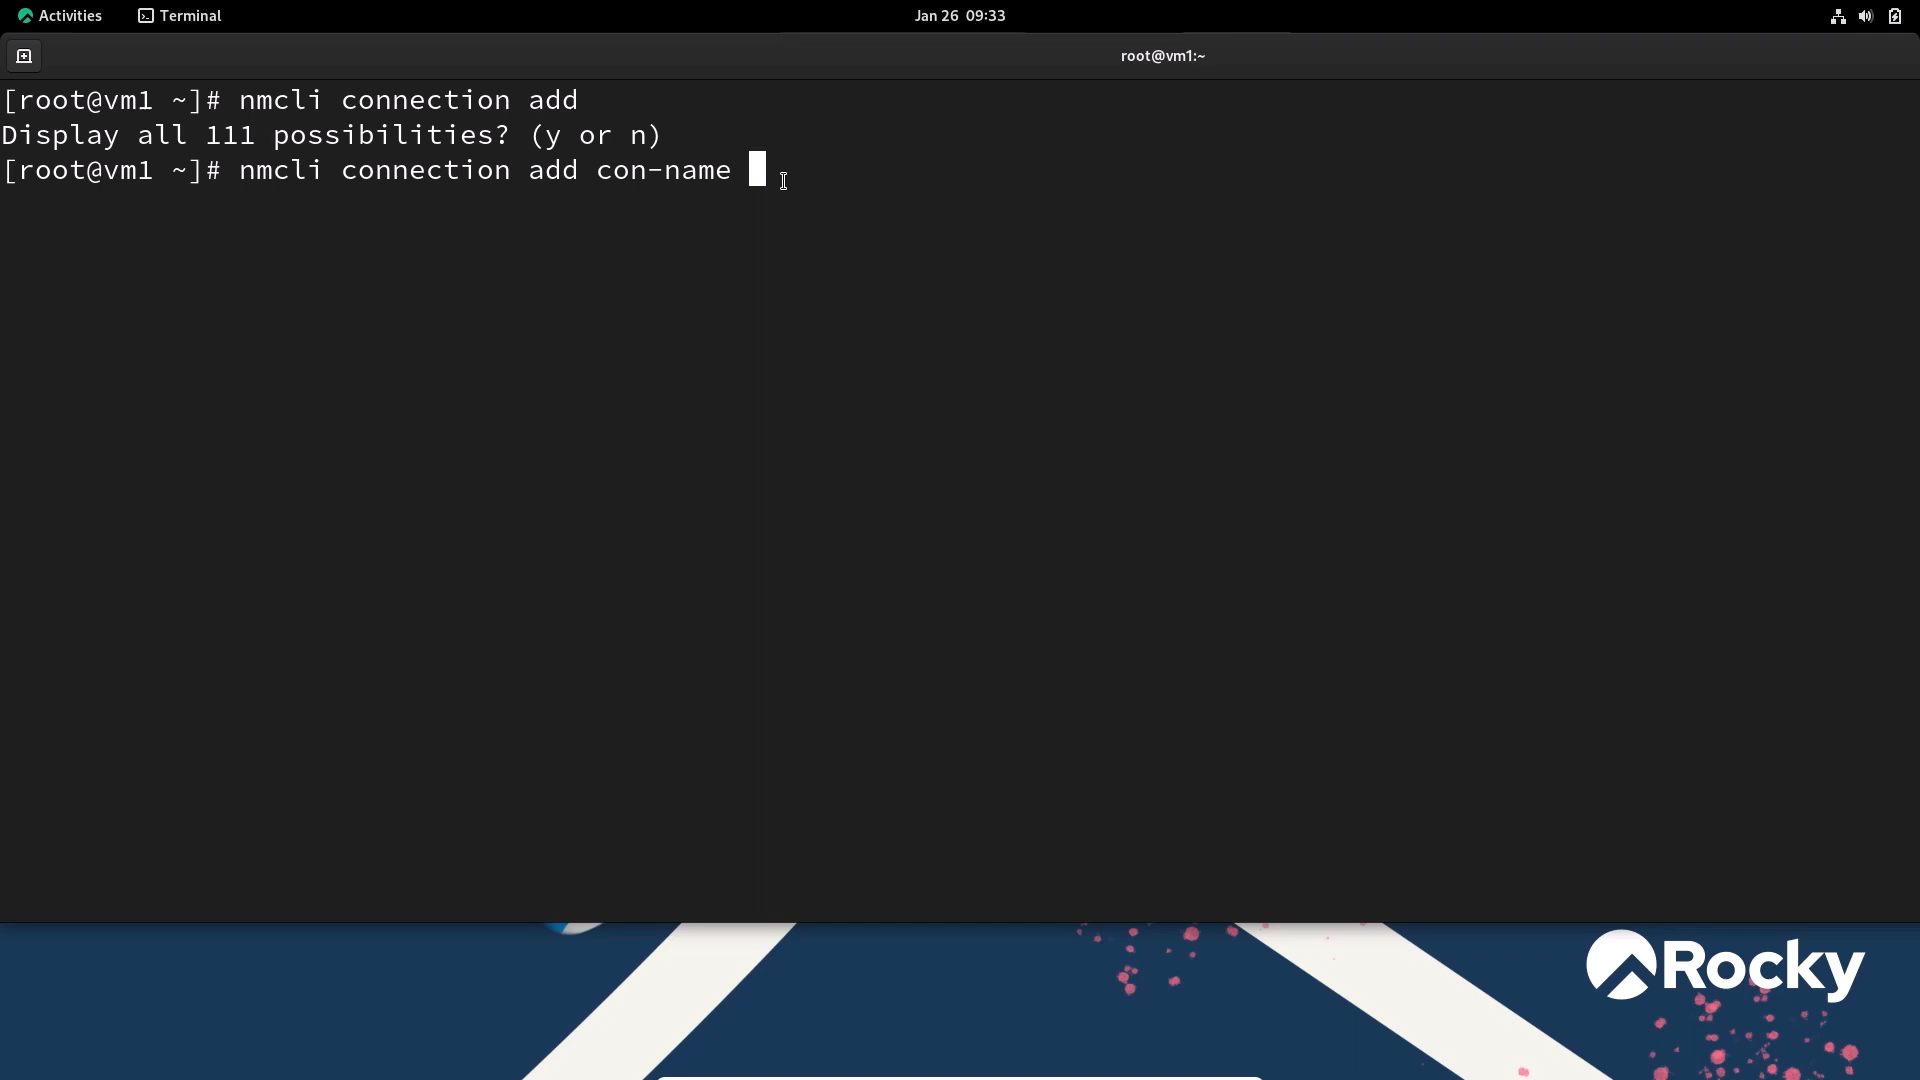 Activities Terminal Jan 26 09:33
root@vm1:~
[root@vm1 ~]# nmcli connection add
Display all 111 possibilities? (y or n)
[root@vm1 ~]# nmcli connection add con-name
Rocky